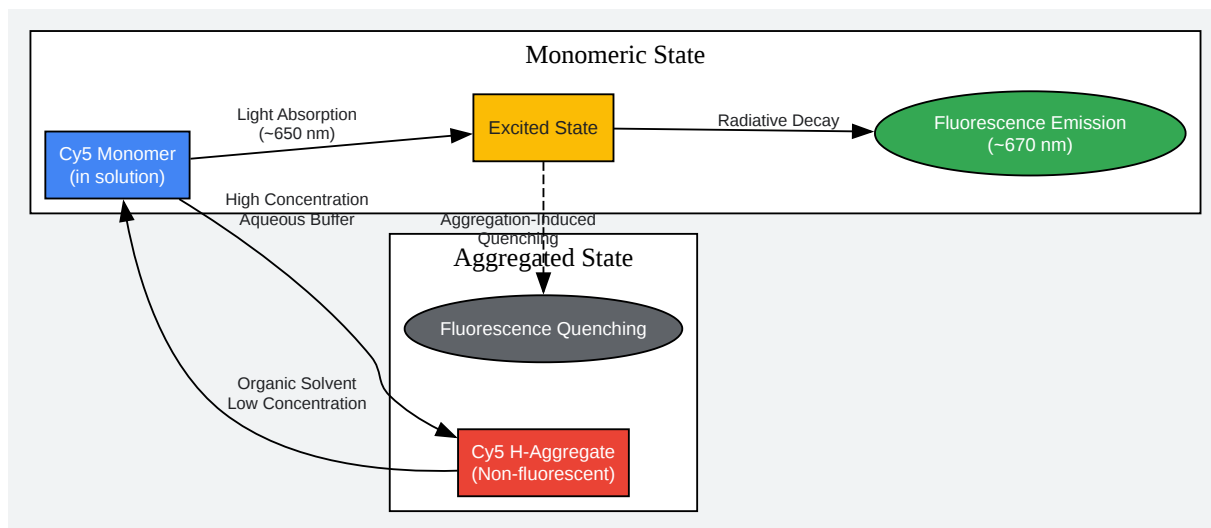 Monomeric State
Light Absorption
(~650 nm)
Excited State
Radiative Decay
Fluorescence Emission
(~670 nm)
Cy5 Monomer
(in solution)
High Concentration
Aqueous Buffer
Aggregation-Induced
Quenching
Aggregated State
Fluorescence Quenching
Organic Solvent
Low Concentration
Cy5 H-Aggregate
(Non-fluorescent)